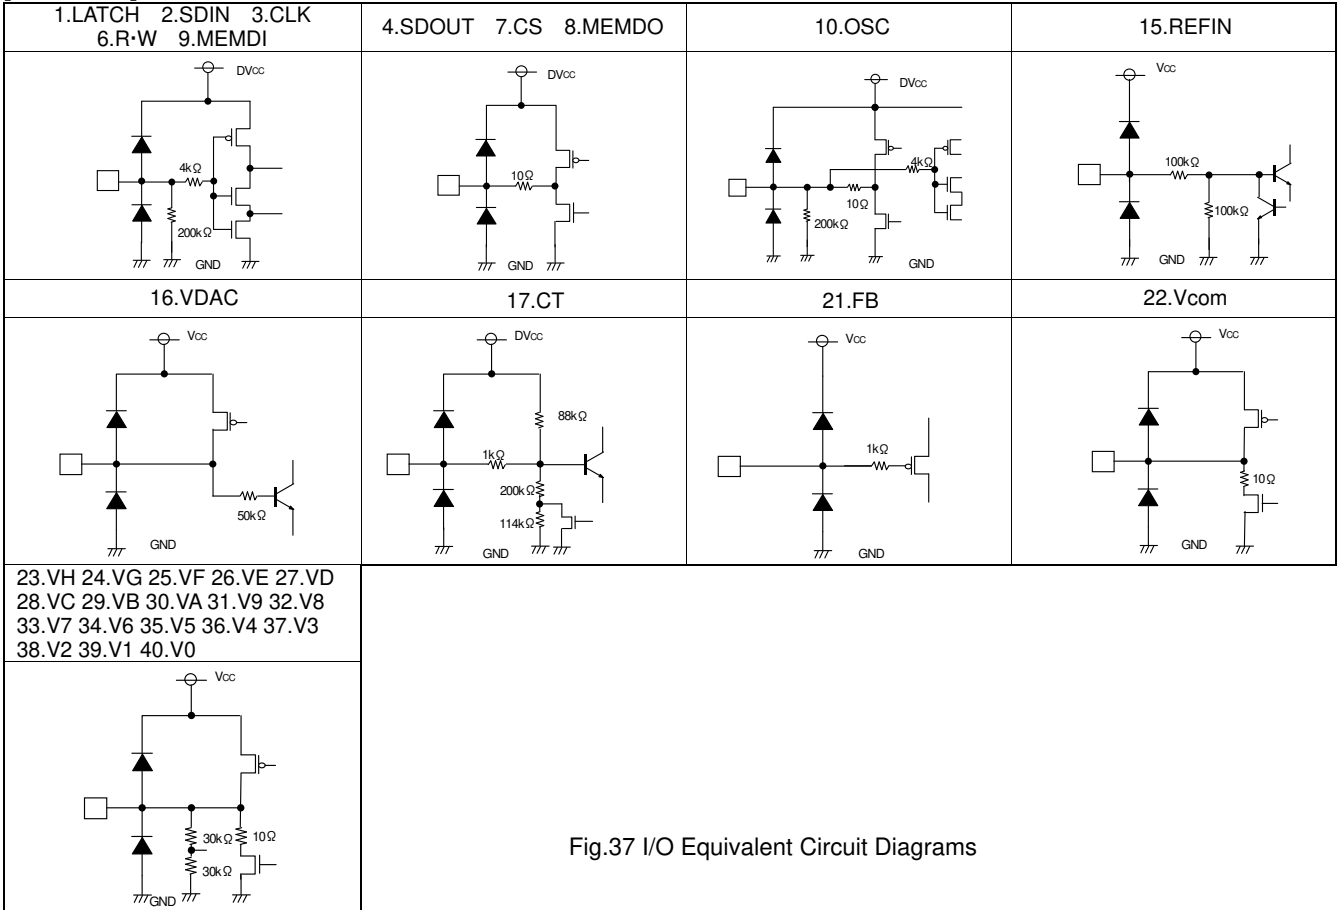 1.LATCH 2.SDIN 3.CLK
6.R·W 9.MEMDI
4.SDOUT 7.CS 8.MEMDO
10.OSC
15.REFIN
DVcc
4kΩ
200kΩ
GND
DVcc
10Ω
GND
DVcc
4kΩ
10Ω
200kΩ
GND
Vcc
100kΩ
100kΩ
GND
16.VDAC
17.CT
21.FB
22.Vcom
Vcc
50kΩ
GND
DVcc
88kΩ
1kΩ
200kΩ
114kΩ
GND
Vcc
1kΩ
GND
Vcc
10Ω
GND
23.VH 24.VG 25.VF 26.VE 27.VD
28.VC 29.VB 30.VA 31.V9 32.V8
33.V7 34.V6 35.V5 36.V4 37.V3
38.V2 39.V1 40.V0
Vcc
30kΩ 10Ω
30kΩ
GND
Fig.37 I/O Equivalent Circuit Diagrams